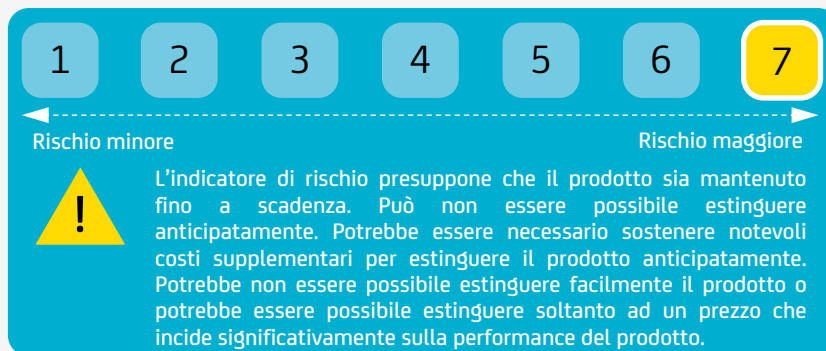 1 2 3 4 5 6 7
Rischio minore Rischio maggiore
!
L'indicatore di rischio presuppone che il prodotto sia mantenuto
fino a scadenza. Può non essere possibile estinguere
anticipatamente. Potrebbe essere necessario sostenere notevoli
costi supplementari per estinguere il prodotto anticipatamente.
Potrebbe non essere possibile estinguere facilmente il prodotto o
potrebbe essere possibile estinguere soltanto ad un prezzo che
incide significativamente sulla performance del prodotto.